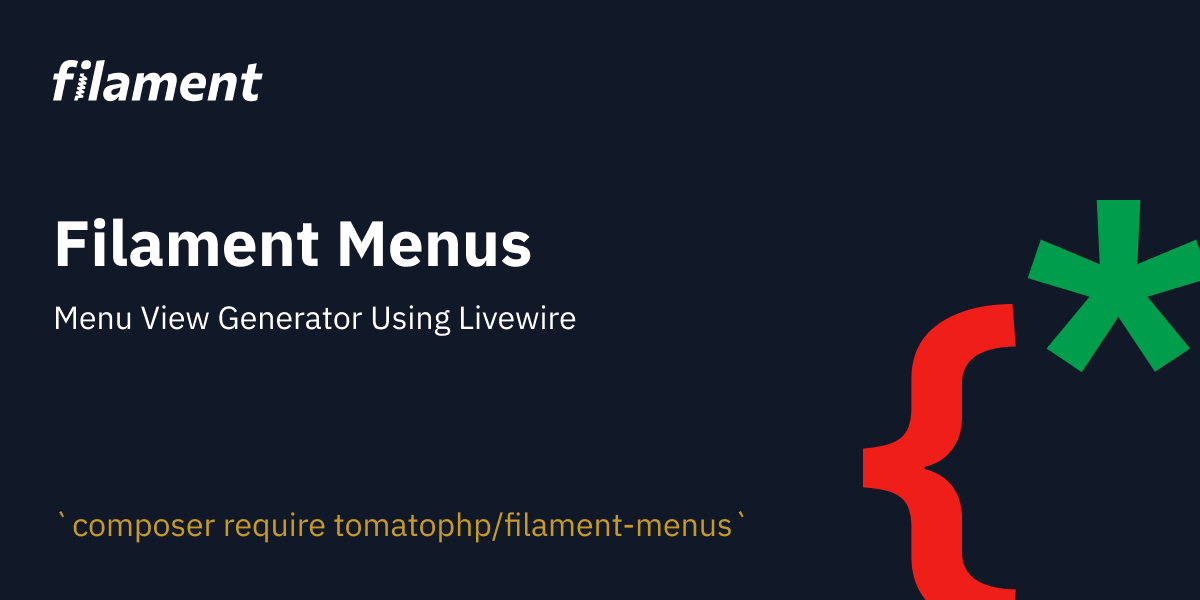 filament
Filament Menus
Menu View Generator Using Livewire
`composer require tomatophp/filament-menus`
{*